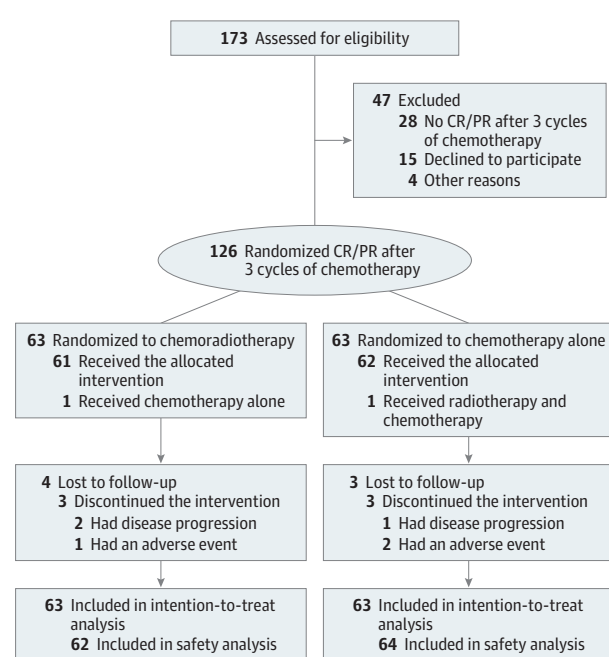 173 Assessed for eligibility
47 Excluded
28 No CR/PR after 3 cycles
of chemotherapy
15 Declined to participate
4 Other reasons
126 Randomized CR/PR after
3 cycles of chemotherapy
63 Randomized to chemoradiotherapy
61 Received the allocated
intervention
1 Received chemotherapy alone
63 Randomized to chemotherapy alone
62 Received the allocated
intervention
1 Received radiotherapy and
chemotherapy
4 Lost to follow-up
3 Discontinued the intervention
2 Had disease progression
1 Had an adverse event
3 Lost to follow-up
3 Discontinued the intervention
1 Had disease progression
2 Had an adverse event
63 Included in intention-to-treat
analysis
62 Included in safety analysis
63 Included in intention-to-treat
analysis
64 Included in safety analysis